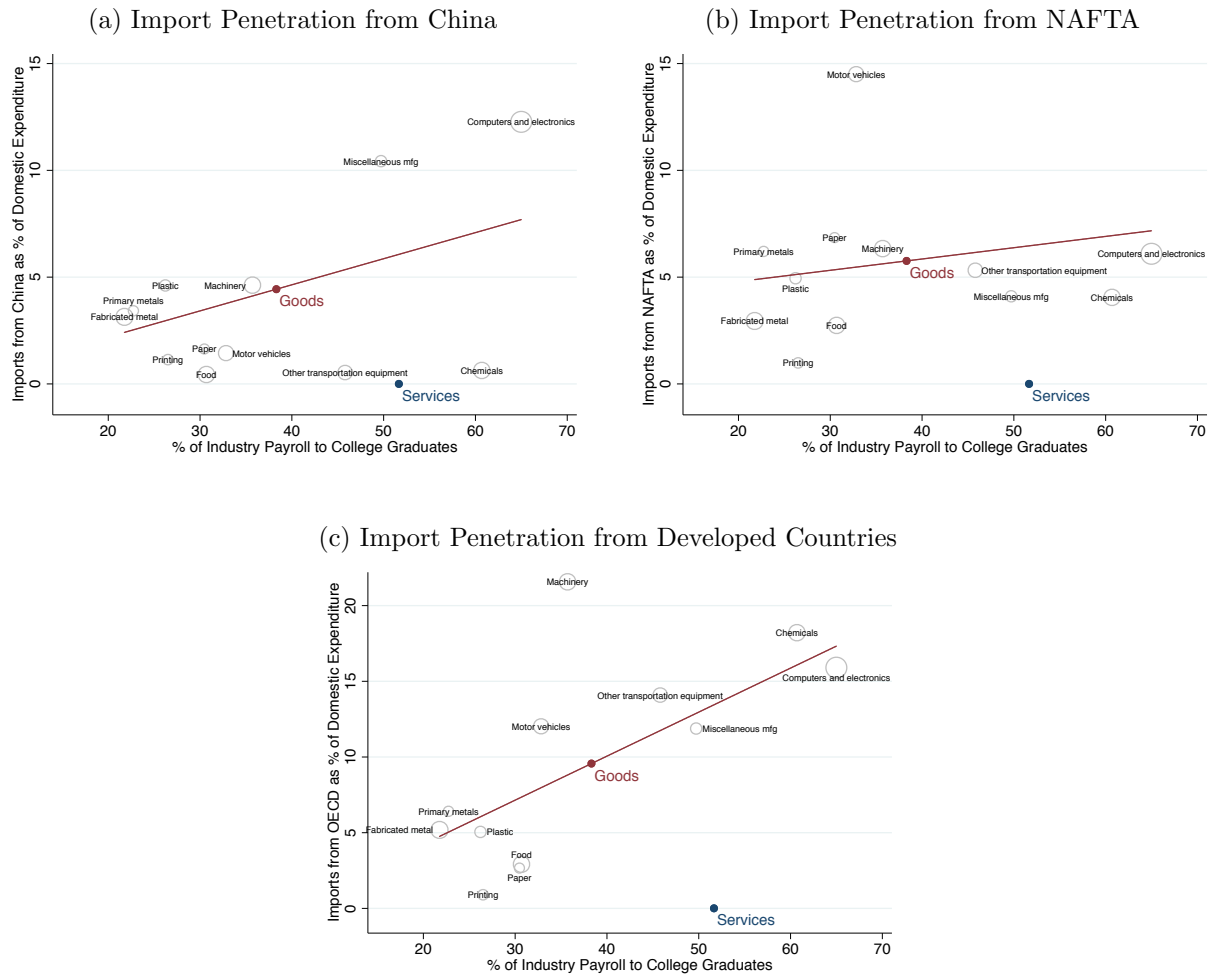 (a) Import Penetration from China
Imports from China as % of Domestic Expenditure
15
10
5
0
Computers and electronics
Miscellaneous mfg
Plastic
Machinery
Goods
Primary metals
Fabricated metal
Paper
Motor vehicles
Printing
Food
Other transportation equipment
Chemicals
Services
20 30 40 50 60 70
% of Industry Payroll to College Graduates
(b) Import Penetration from NAFTA
Imports from NAFTA as % of Domestic Expenditure
15
10
5
0
Motor vehicles
Paper
Primary metals
Machinery
Computers and electronics
Goods
Other transportation equipment
Plastic
Miscellaneous mfg
Chemicals
Fabricated metal
Food
Printing
Services
20 30 40 50 60 70
% of Industry Payroll to College Graduates
(c) Import Penetration from Developed Countries
Imports from OECD as % of Domestic Expenditure
20
15
10
5
0
Machinery
Chemicals
Computers and electronics
Other transportation equipment
Motor vehicles
Miscellaneous mfg
Goods
Primary metals
Fabricated metal
Plastic
Food
Paper
Printing
Services
20 30 40 50 60 70
% of Industry Payroll to College Graduates